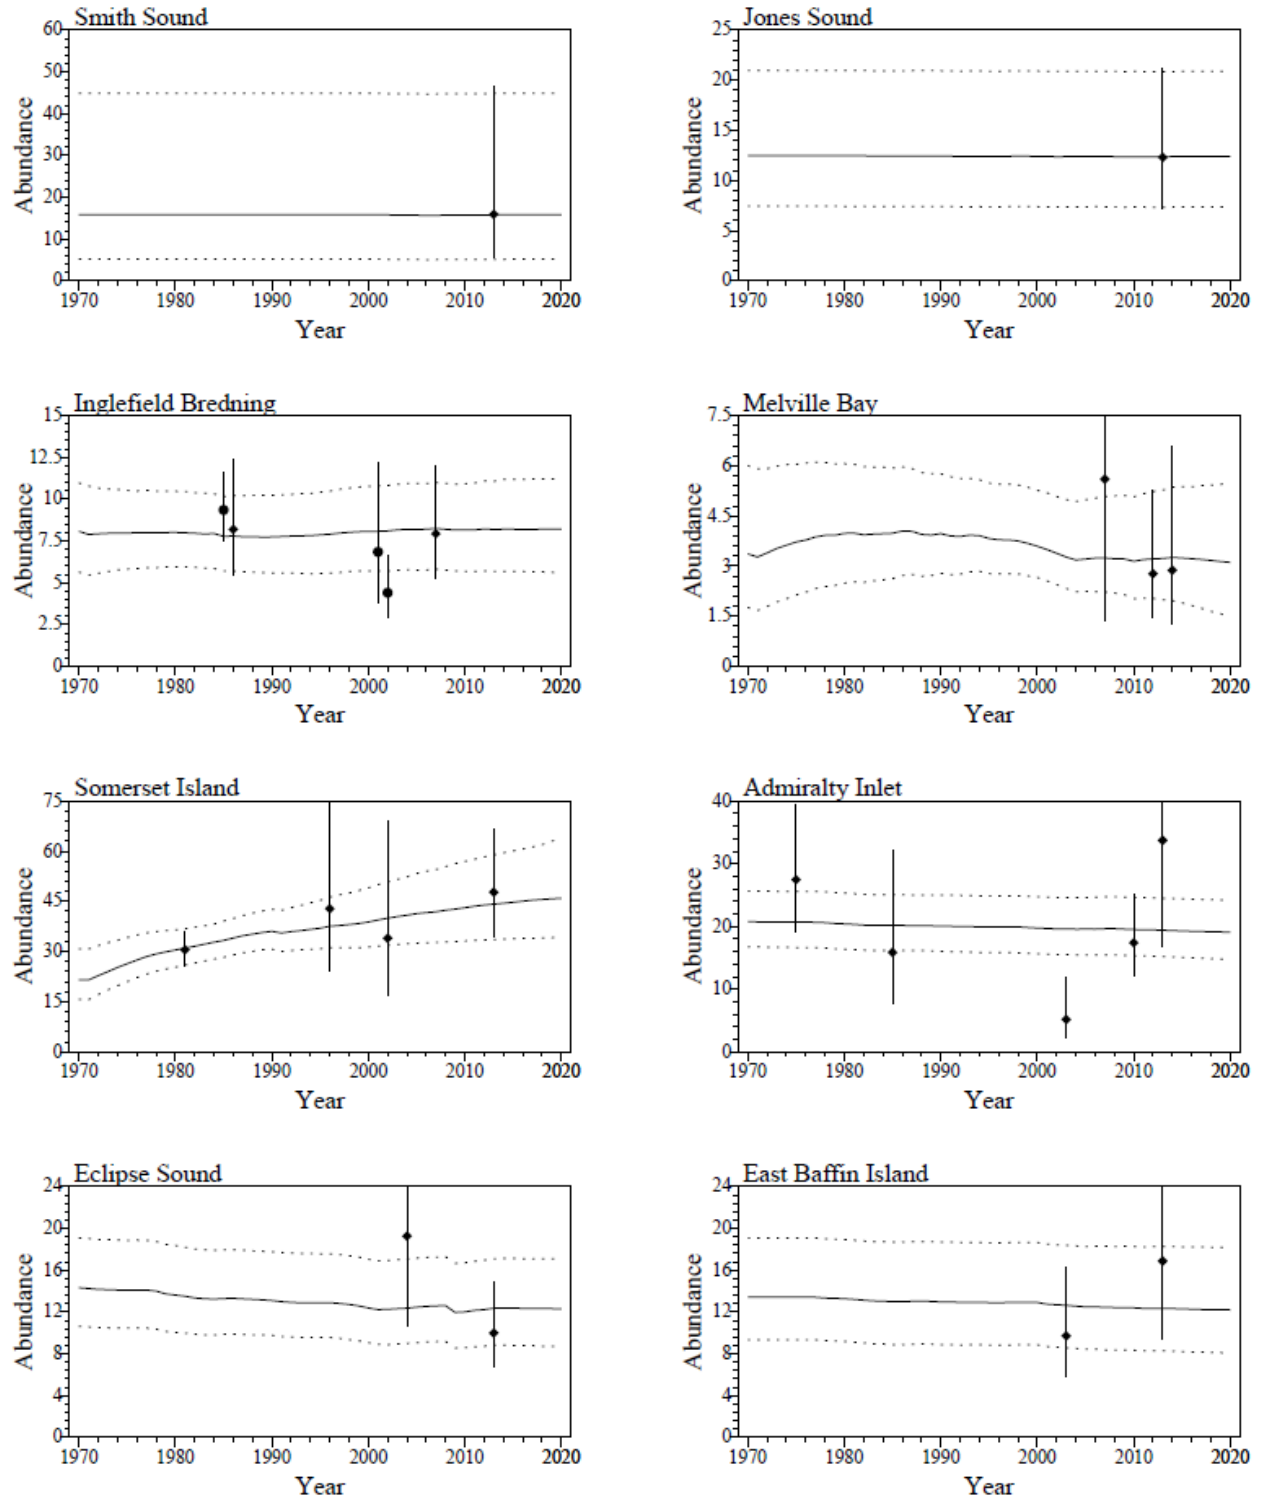 Smith Sound
Abundance
60
50
40
30
20
10
0
1970 1980 1990 2000 2010 2020
Year
Jones Sound
Abundance
25
20
15
10
5
0
1970 1980 1990 2000 2010 2020
Year
Inglefield Bredning
Abundance
15
12.5
10
7.5
5
2.5
0
1970 1980 1990 2000 2010 2020
Year
Melville Bay
Abundance
7.5
6
4.5
3
1.5
0
1970 1980 1990 2000 2010 2020
Year
Somerset Island
Abundance
75
60
45
30
15
0
1970 1980 1990 2000 2010 2020
Year
Admiralty Inlet
Abundance
40
30
20
10
0
1970 1980 1990 2000 2010 2020
Year
Eclipse Sound
Abundance
24
20
16
12
8
4
0
1970 1980 1990 2000 2010 2020
Year
East Baffin Island
Abundance
24
20
16
12
8
4
0
1970 1980 1990 2000 2010 2020
Year